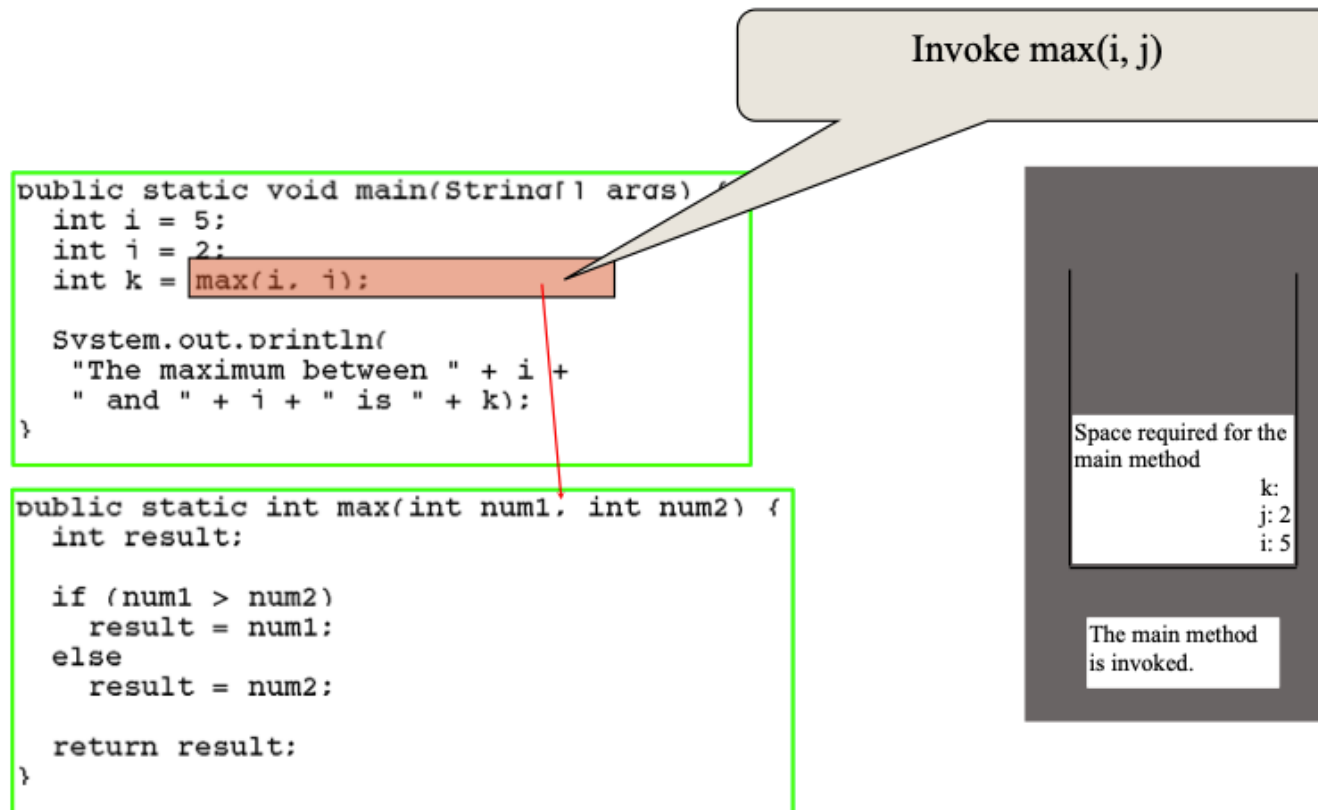 Invoke max(i, j)
public static void main(String[] args) {
int i = 5;
int j = 2;
int k = max(i, j);
System.out.println(
"The maximum between " + i +
" and " + j + " is " + k);
}
public static int max(int num1, int num2) {
int result;
if (num1 > num2)
result = num1;
else
result = num2;
return result;
}
Space required for the
main method
k:
j: 2
i: 5
The main method
is invoked.